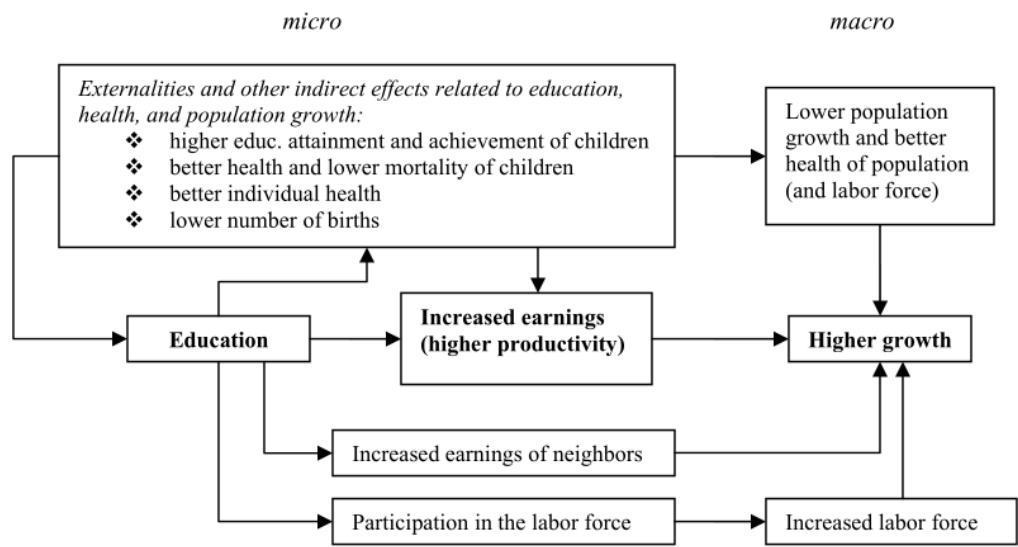 micro
macro
Externalities and other indirect effects related to education,
health, and population growth:
❖ higher educ. attainment and achievement of children
❖ better health and lower mortality of children
❖ better individual health
❖ lower number of births
Lower population
growth and better
health of population
(and labor force)
Education
Increased earnings
(higher productivity)
Higher growth
Increased earnings of neighbors
Participation in the labor force
Increased labor force